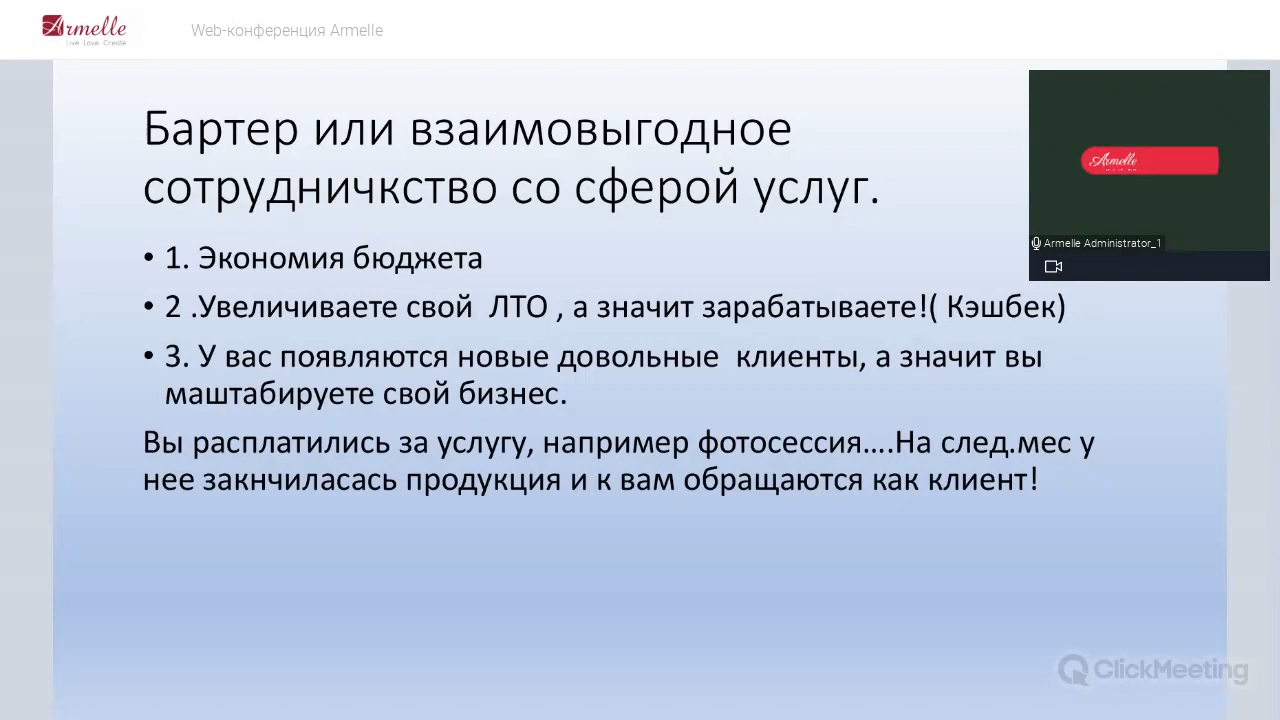 Armelle
Live Love Create
Web-конференция Armelle
Бартер или взаимовыгодное
сотрудничкство со сферой услуг.
• 1. Экономия бюджета
• 2 .Увеличиваете свой ЛТО , а значит зарабатываете!( Кэшбек)
• 3. У вас появляются новые довольные клиенты, а значит вы
маштабируете свой бизнес.
Вы расплатились за услугу, например фотосессия….На след.мес у
нее закнчиласась продукция и к вам обращаются как клиент!
Armelle
Armelle Administrator_1
ClickMeeting